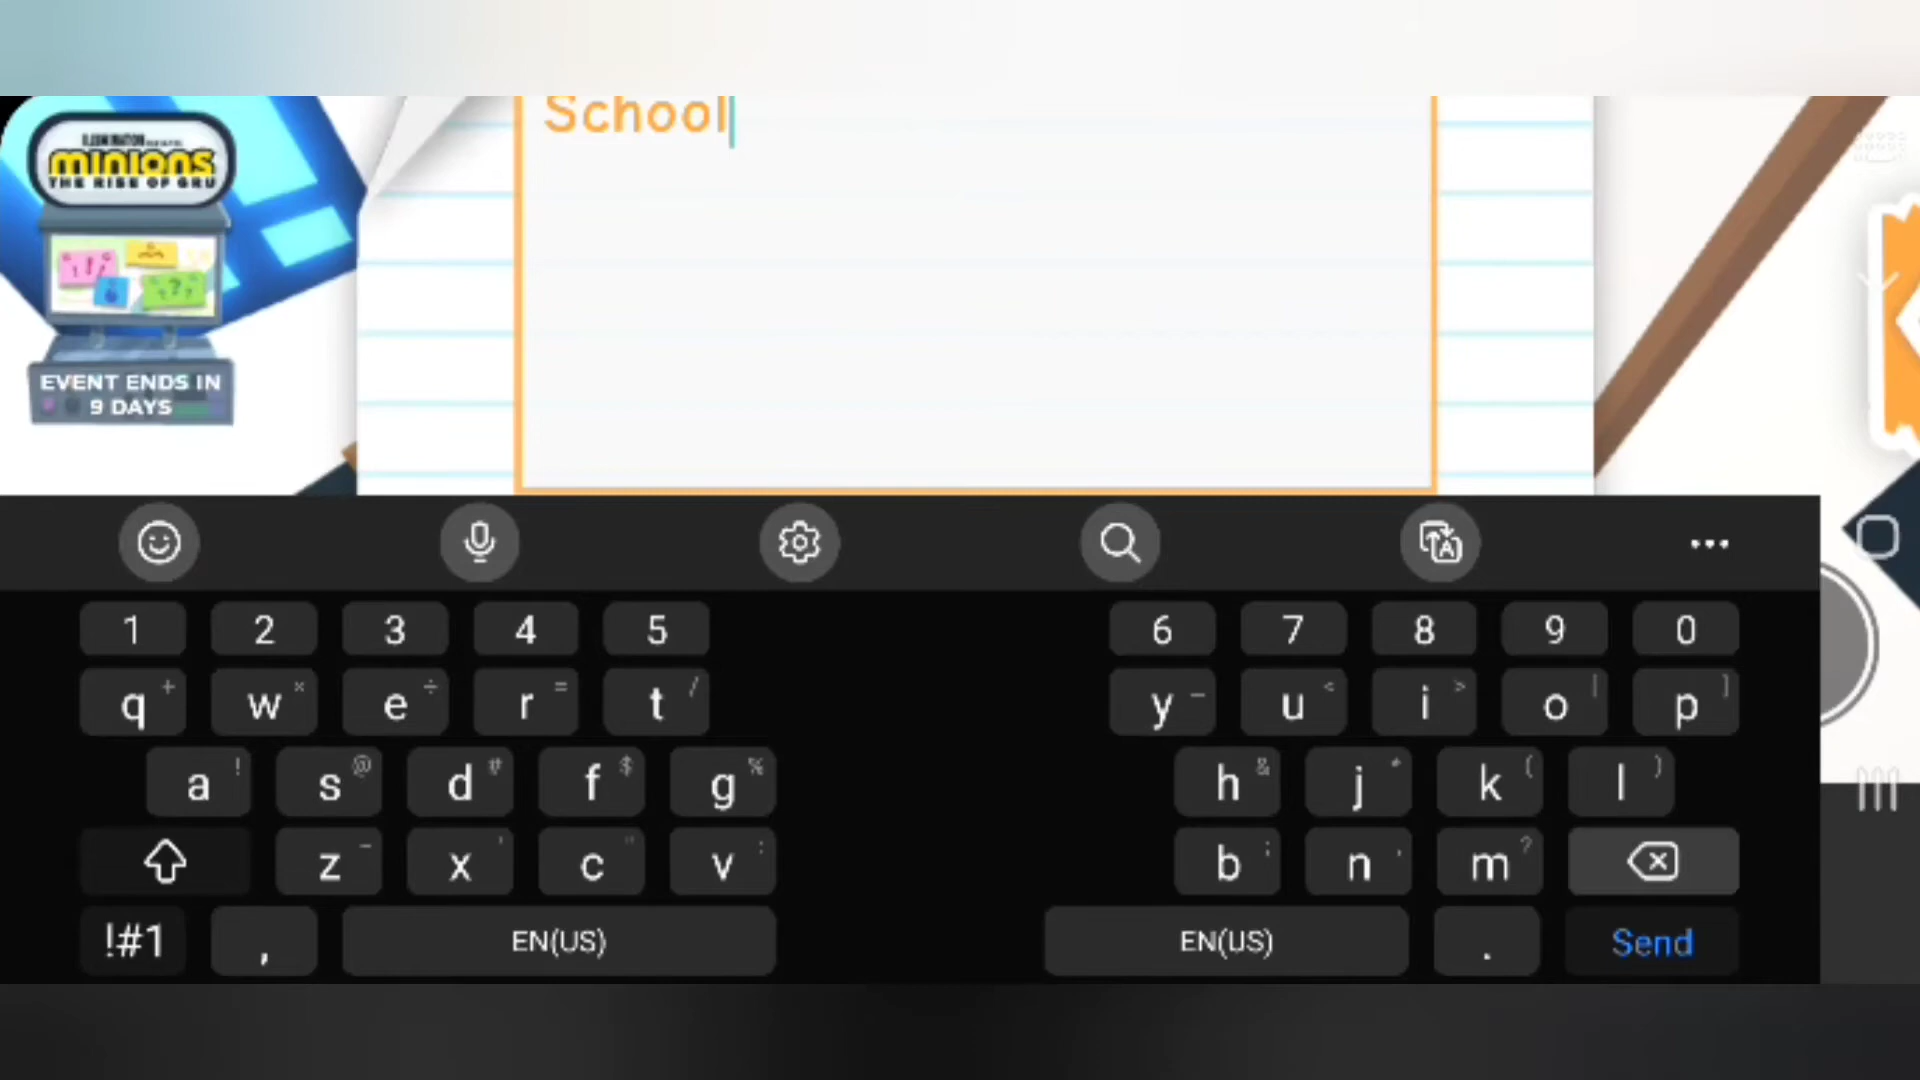 School
ILLUMINATION
MINIONS
THE RISE OF GRU
EVENT ENDS IN
9 DAYS
1 2 3 4 5 6 7 8 9 0
q w e r t y u i o p
a s d f g h j k l
z x c v b n m
!#1 , EN(US) EN(US) . Send